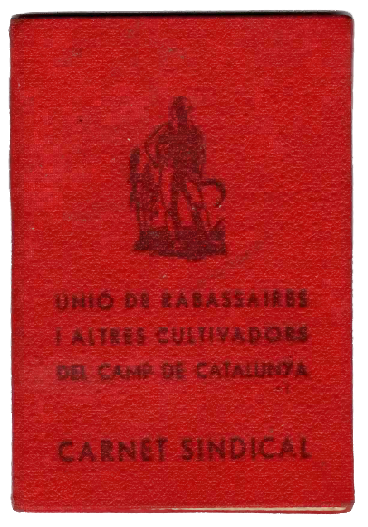 UNIÓ DE RABASSAIRES
I ALTRES CULTIVADORS
DEL CAMP DE CATALUNYA
CARNET SINDICAL